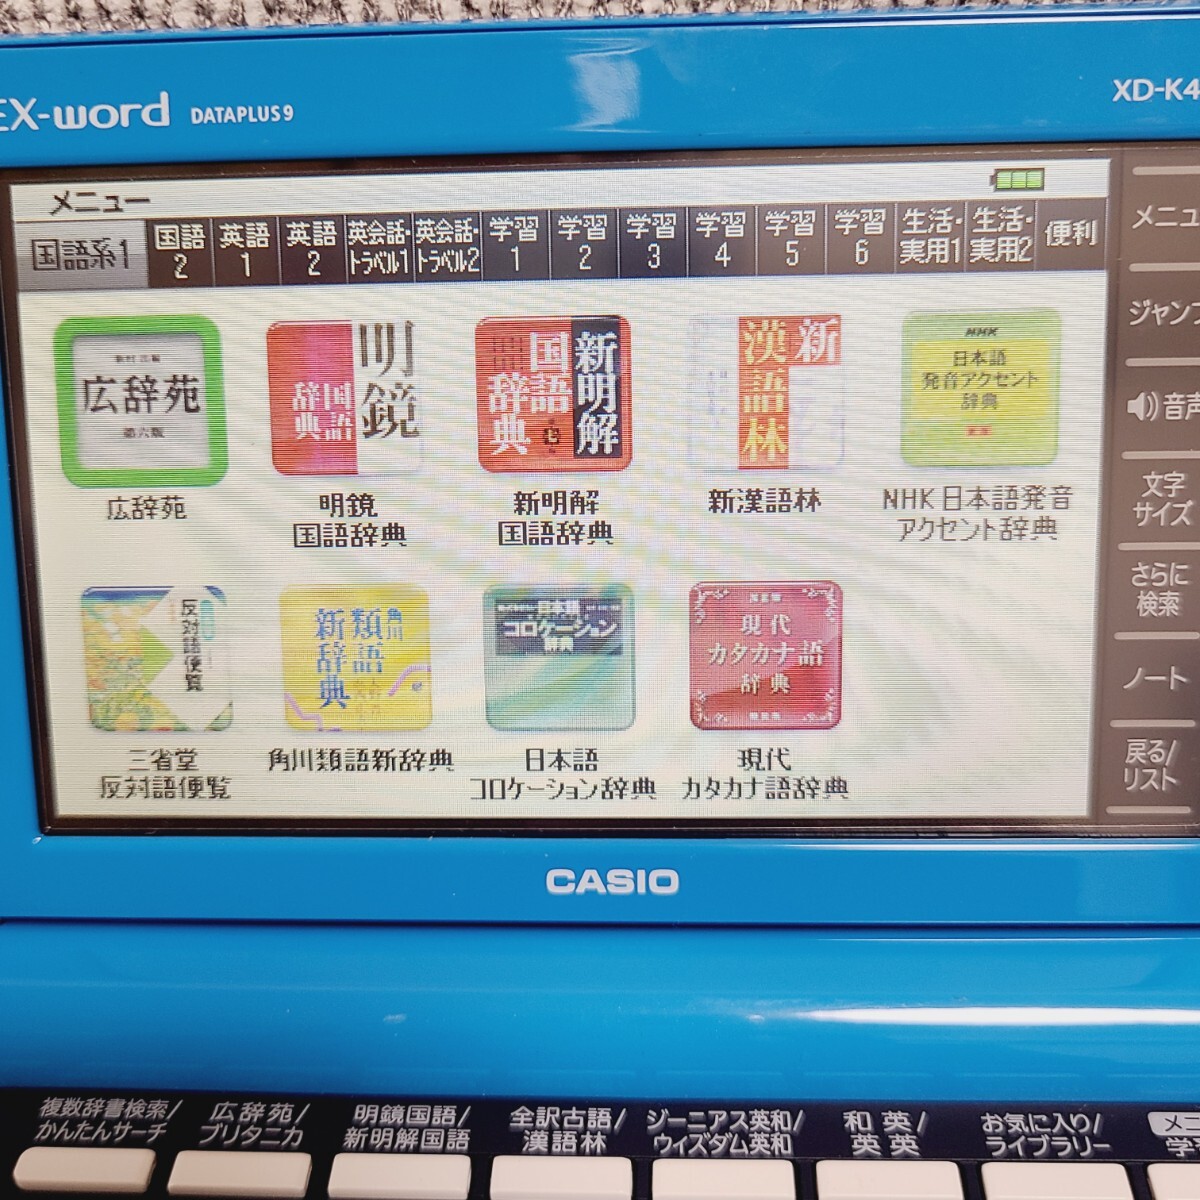 EX-word DATAPLUS9
XD-K4
メニュー
国語系1 国語2 英語1 英語2 英会話・トラベル1 英会話・トラベル2 学習1 学習2 学習3 学習4 学習5 学習6 生活・実用1 生活・実用2 便利
広辞苑
第六版
明鏡
国語辞典
新明解
国語辞典
新漢語林
NHK
日本語
発音アクセント
辞典
広辞苑
明鏡
国語辞典
新明解
国語辞典
新漢語林
NHK日本語発音
アクセント辞典
反対語便覧
角川
類語
新辞典
日本語
コロケーション
辞典
現代
カタカナ語
辞典
三省堂
反対語便覧
角川類語新辞典
日本語
コロケーション辞典
現代
カタカナ語辞典
メニュ
ジャンプ
音声
文字
サイズ
さらに
検索
ノート
戻る/
リスト
CASIO
複数辞書検索/
かんたんサーチ
広辞苑/
ブリタニカ
明鏡国語/
新明解国語
全訳古語/
漢語林
ジーニアス英和/
ウィズダム英和
和英/
英英
お気に入り/
ライブラリー
メニ
学